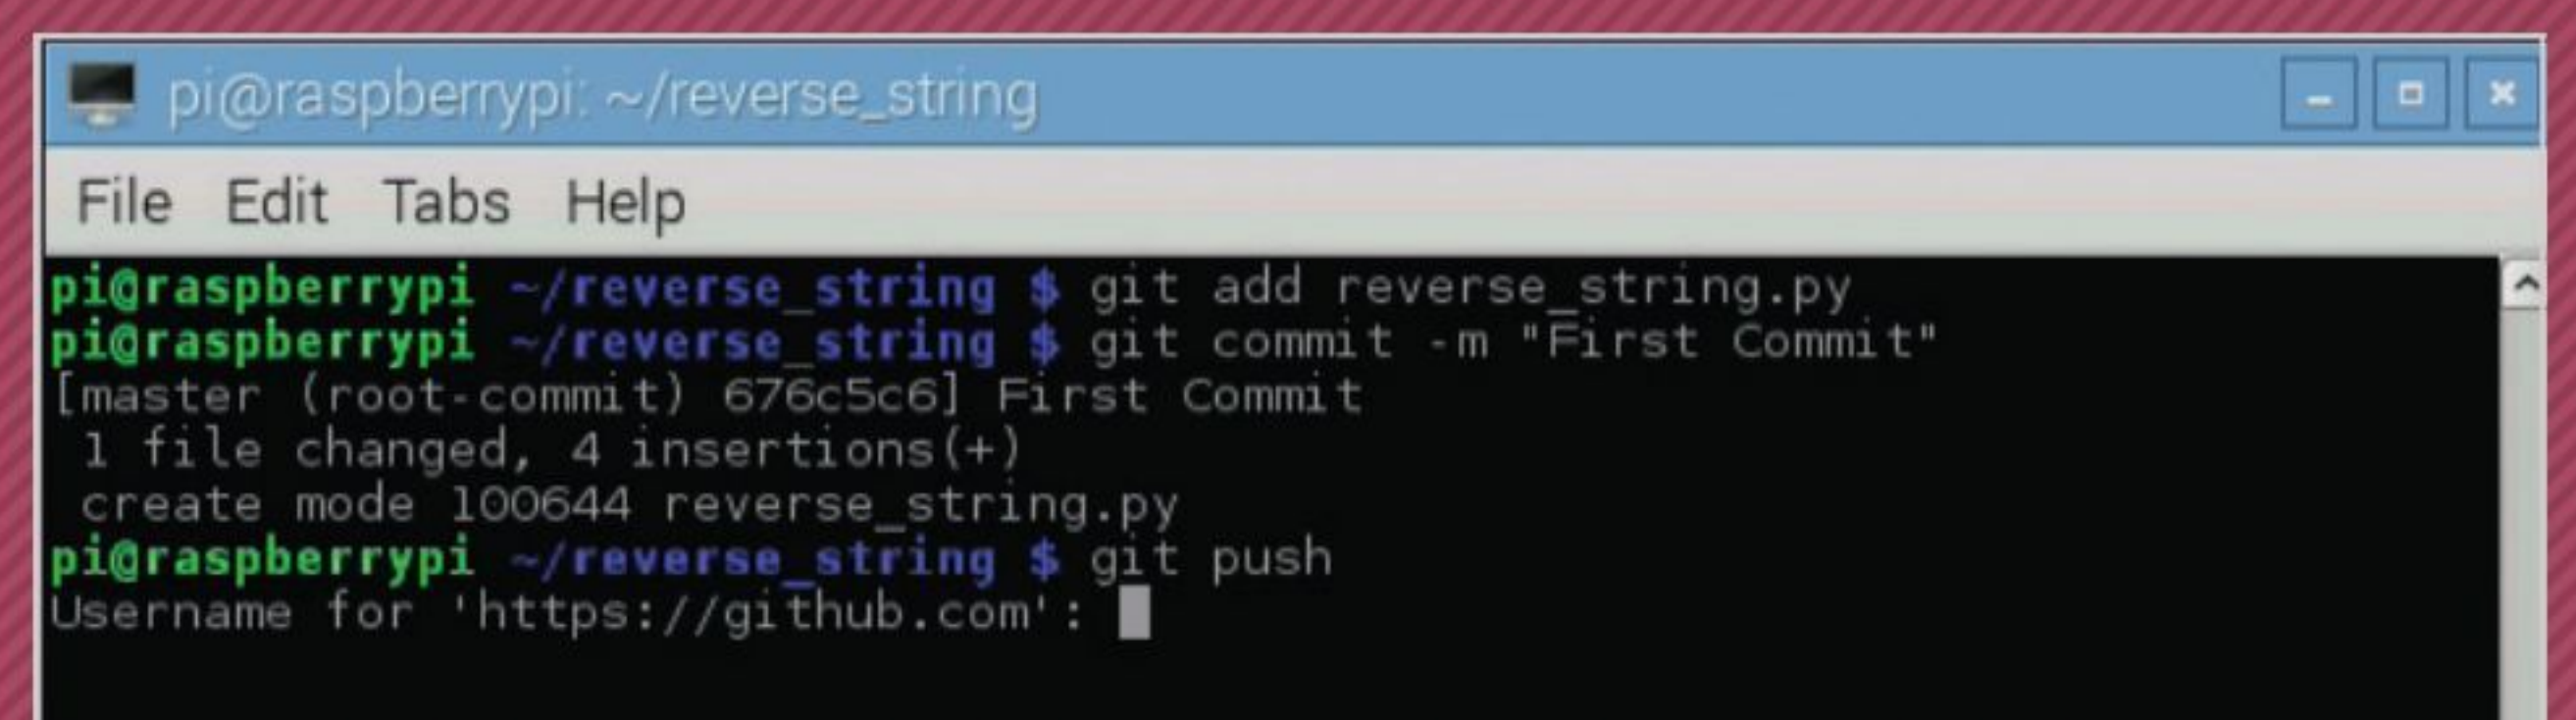 pi@raspberrypi: ~/reverse_string
File Edit Tabs Help
pi@raspberrypi ~/reverse_string $ git add reverse_string.py
pi@raspberrypi ~/reverse_string $ git commit -m "First Commit"
[master (root-commit) 676c5c6] First Commit
 1 file changed, 4 insertions(+)
 create mode 100644 reverse_string.py
pi@raspberrypi ~/reverse_string $ git push
Username for 'https://github.com':